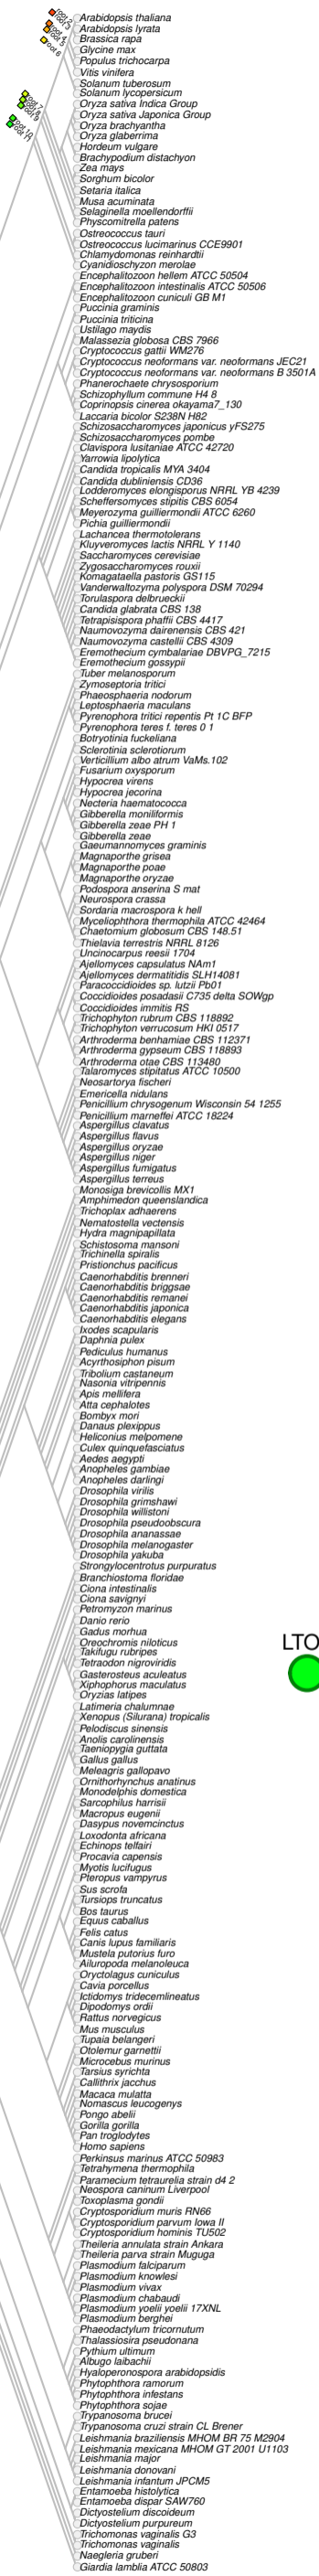 Arabidopsis thaliana
Arabidopsis lyrata
Brassica rapa
Glycine max
Populus trichocarpa
Vitis vinifera
Solanum tuberosum
Solanum lycopersicum
Oryza sativa Indica Group
Oryza sativa Japonica Group
Oryza brachyantha
Oryza glaberrima
Hordeum vulgare
Brachypodium distachyon
Zea mays
Sorghum bicolor
Setaria italica
Musa acuminata
Selaginella moellendorffii
Physcomitrella patens
Ostreococcus tauri
Ostreococcus lucimarinus CCE9901
Chlamydomonas reinhardtii
Cyanidioschyzon merolae
Encephalitozoon hellem ATCC 50504
Encephalitozoon intestinalis ATCC 50506
Encephalitozoon cuniculi GB M1
Puccinia graminis
Puccinia triticina
Ustilago maydis
Malassezia globosa CBS 7966
Cryptococcus gattii WM276
Cryptococcus neoformans var. neoformans JEC21
Cryptococcus neoformans var. neoformans B 3501A
Phanerochaete chrysosporium
Schizophyllum commune H4 8
Coprinopsis cinerea okayama7_130
Laccaria bicolor S238N H82
Schizosaccharomyces japonicus yFS275
Schizosaccharomyces pombe
Clavispora lusitaniae ATCC 42720
Yarrowia lipolytica
Candida tropicalis MYA 3404
Candida dubliniensis CD36
Lodderomyces elongisporus NRRL YB 4239
Scheffersomyces stipitis CBS 6054
Meyerozyma guilliermondii ATCC 6260
Pichia guilliermondii
Lachancea thermotolerans
Kluyveromyces lactis NRRL Y 1140
Saccharomyces cerevisiae
Zygosaccharomyces rouxii
Komagataella pastoris GS115
Vanderwaltozyma polyspora DSM 70294
Torulaspora delbrueckii
Candida glabrata CBS 138
Tetrapisispora phaffii CBS 4417
Naumovozyma dairenensis CBS 421
Naumovozyma castellii CBS 4309
Eremothecium cymbalariae DBVPG_7215
Eremothecium gossypii
Tuber melanosporum
Zymoseptoria tritici
Phaeosphaeria nodorum
Leptosphaeria maculans
Pyrenophora tritici repentis Pt 1C BFP
Pyrenophora teres f. teres 0 1
Botryotinia fuckeliana
Sclerotinia sclerotiorum
Verticillium albo atrum VaMs.102
Fusarium oxysporum
Hypocrea virens
Hypocrea jecorina
Necteria haematococca
Gibberella moniliformis
Gibberella zeae PH 1
Gibberella zeae
Gaeumannomyces graminis
Magnaporthe grisea
Magnaporthe poae
Magnaporthe oryzae
Podospora anserina S mat
Neurospora crassa
Sordaria macrospora k hell
Myceliophthora thermophila ATCC 42464
Chaetomium globosum CBS 148.51
Thielavia terrestris NRRL 8126
Uncinocarpus reesii 1704
Ajellomyces capsulatus NAm1
Ajellomyces dermatitidis SLH14081
Paracoccidioides sp. lutzii Pb01
Coccidioides posadasii C735 delta SOWgp
Coccidioides immitis RS
Trichophyton rubrum CBS 118892
Trichophyton verrucosum HKI 0517
Arthroderma benhamiae CBS 112371
Arthroderma gypseum CBS 118893
Arthroderma otae CBS 113480
Talaromyces stipitatus ATCC 10500
Neosartorya fischeri
Emericella nidulans
Penicillium chrysogenum Wisconsin 54 1255
Penicillium marneffei ATCC 18224
Aspergillus clavatus
Aspergillus flavus
Aspergillus oryzae
Aspergillus niger
Aspergillus fumigatus
Aspergillus terreus
Monosiga brevicollis MX1
Amphimedon queenslandica
Trichoplax adhaerens
Nematostella vectensis
Hydra magnipapillata
Schistosoma mansoni
Trichinella spiralis
Pristionchus pacificus
Caenorhabditis brenneri
Caenorhabditis briggsae
Caenorhabditis remanei
Caenorhabditis japonica
Caenorhabditis elegans
Ixodes scapularis
Daphnia pulex
Pediculus humanus
Acyrthosiphon pisum
Tribolium castaneum
Nasonia vitripennis
Apis mellifera
Atta cephalotes
Bombyx mori
Danaus plexippus
Heliconius melpomene
Culex quinquefasciatus
Aedes aegypti
Anopheles gambiae
Anopheles darlingi
Drosophila virilis
Drosophila grimshawi
Drosophila willistoni
Drosophila pseudoobscura
Drosophila ananassae
Drosophila melanogaster
Drosophila yakuba
Strongylocentrotus purpuratus
Branchiostoma floridae
Ciona intestinalis
Ciona savignyi
Petromyzon marinus
Danio rerio
Gadus morhua
Oreochromis niloticus
Takifugu rubripes
Tetraodon nigroviridis
Gasterosteus aculeatus
Xiphophorus maculatus
Oryzias latipes
Latimeria chalumnae
Xenopus (Silurana) tropicalis
Pelodiscus sinensis
Anolis carolinensis
Taeniopygia guttata
Gallus gallus
Meleagris gallopavo
Ornithorhynchus anatinus
Monodelphis domestica
Sarcophilus harrisii
Macropus eugenii
Dasypus novemcinctus
Loxodonta africana
Echinops telfairi
Procavia capensis
Myotis lucifugus
Pteropus vampyrus
Sus scrofa
Tursiops truncatus
Bos taurus
Equus caballus
Felis catus
Canis lupus familiaris
Mustela putorius furo
Ailuropoda melanoleuca
Oryctolagus cuniculus
Cavia porcellus
Ictidomys tridecemlineatus
Dipodomys ordii
Rattus norvegicus
Mus musculus
Tupaia belangeri
Otolemur garnettii
Microcebus murinus
Tarsius syrichta
Callithrix jacchus
Macaca mulatta
Nomascus leucogenys
Pongo abelii
Gorilla gorilla
Pan troglodytes
Homo sapiens
Perkinsus marinus ATCC 50983
Tetrahymena thermophila
Paramecium tetraurelia strain d4 2
Neospora caninum Liverpool
Toxoplasma gondii
Cryptosporidium muris RN66
Cryptosporidium parvum Iowa II
Cryptosporidium hominis TU502
Theileria annulata strain Ankara
Theileria parva strain Muguga
Plasmodium falciparum
Plasmodium knowlesi
Plasmodium vivax
Plasmodium chabaudi
Plasmodium yoelii yoelii 17XNL
Plasmodium berghei
Phaeodactylum tricornutum
Thalassiosira pseudonana
Pythium ultimum
Albugo laibachii
Hyaloperonospora arabidopsidis
Phytophthora ramorum
Phytophthora infestans
Phytophthora sojae
Trypanosoma brucei
Trypanosoma cruzi strain CL Brener
Leishmania braziliensis MHOM BR 75 M2904
Leishmania mexicana MHOM GT 2001 U1103
Leishmania major
Leishmania donovani
Leishmania infantum JPCM5
Entamoeba histolytica
Entamoeba dispar SAW760
Dictyostelium discoideum
Dictyostelium purpureum
Trichomonas vaginalis G3
Trichomonas vaginalis
Naegleria gruberi
Giardia lamblia ATCC 50803
LTO